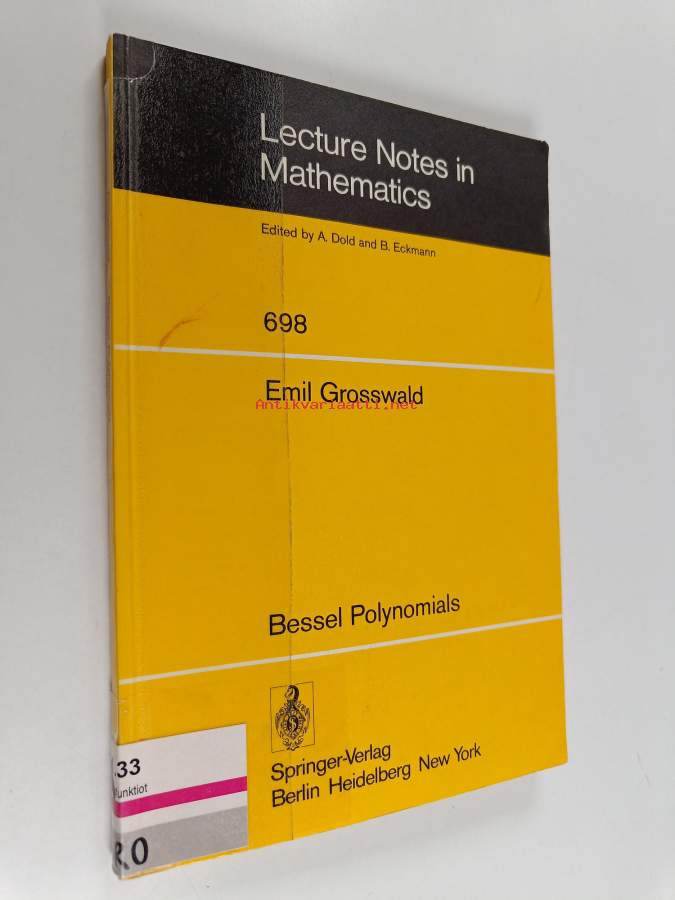 Lecture Notes in
Mathematics
Edited by A. Dold and B. Eckmann
698
Emil Grosswald
Antikvariaatti.net
Bessel Polynomials
Springer-Verlag
Berlin Heidelberg New York
.33